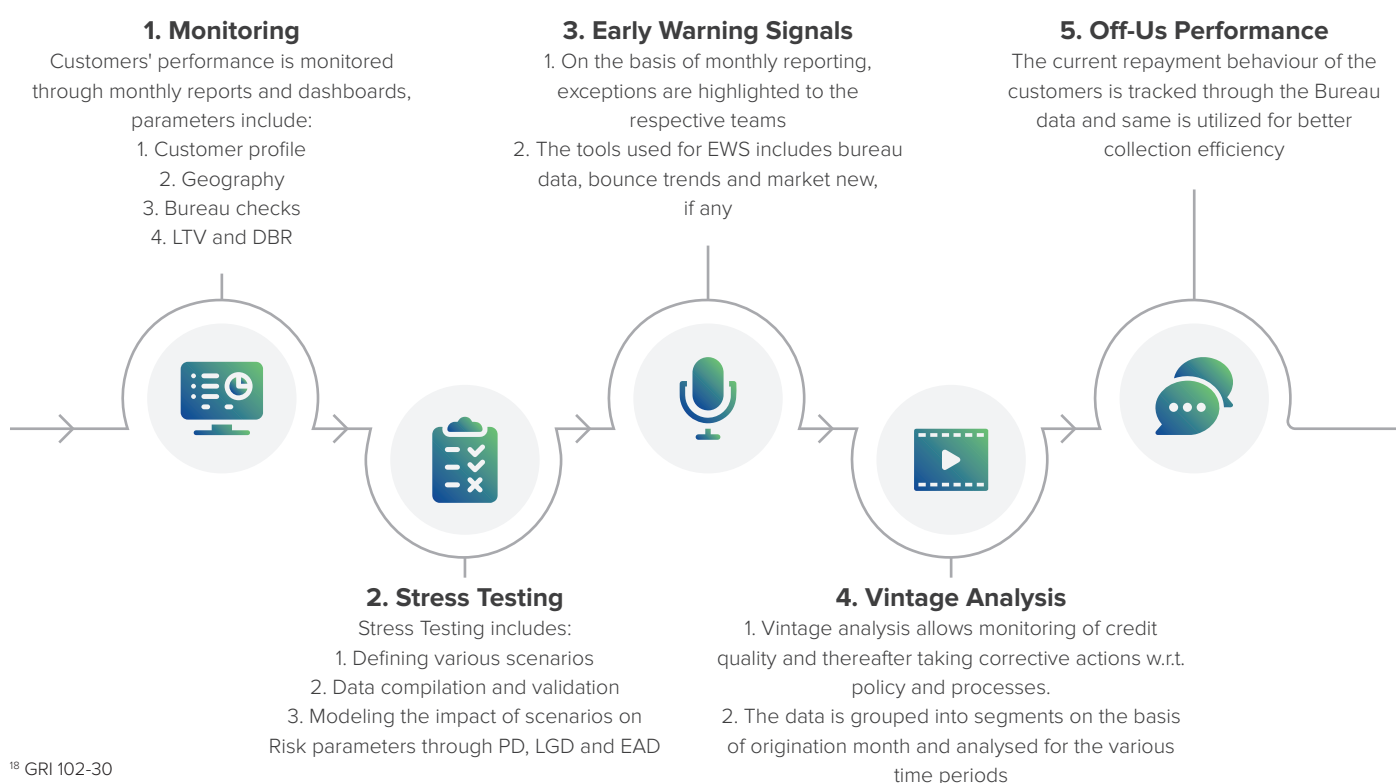 1. Monitoring
Customers' performance is monitored
through monthly reports and dashboards,
parameters include:
1. Customer profile
2. Geography
3. Bureau checks
4. LTV and DBR
2. Stress Testing
Stress Testing includes:
1. Defining various scenarios
2. Data compilation and validation
3. Modeling the impact of scenarios on
Risk parameters through PD, LGD and EAD
3. Early Warning Signals
1. On the basis of monthly reporting,
exceptions are highlighted to the
respective teams
2. The tools used for EWS includes bureau
data, bounce trends and market new,
if any
4. Vintage Analysis
1. Vintage analysis allows monitoring of credit
quality and thereafter taking corrective actions w.r.t.
policy and processes.
2. The data is grouped into segments on the basis
of origination month and analysed for the various
time periods
5. Off-Us Performance
The current repayment behaviour of the
customers is tracked through the Bureau
data and same is utilized for better
collection efficiency
18 GRI 102-30